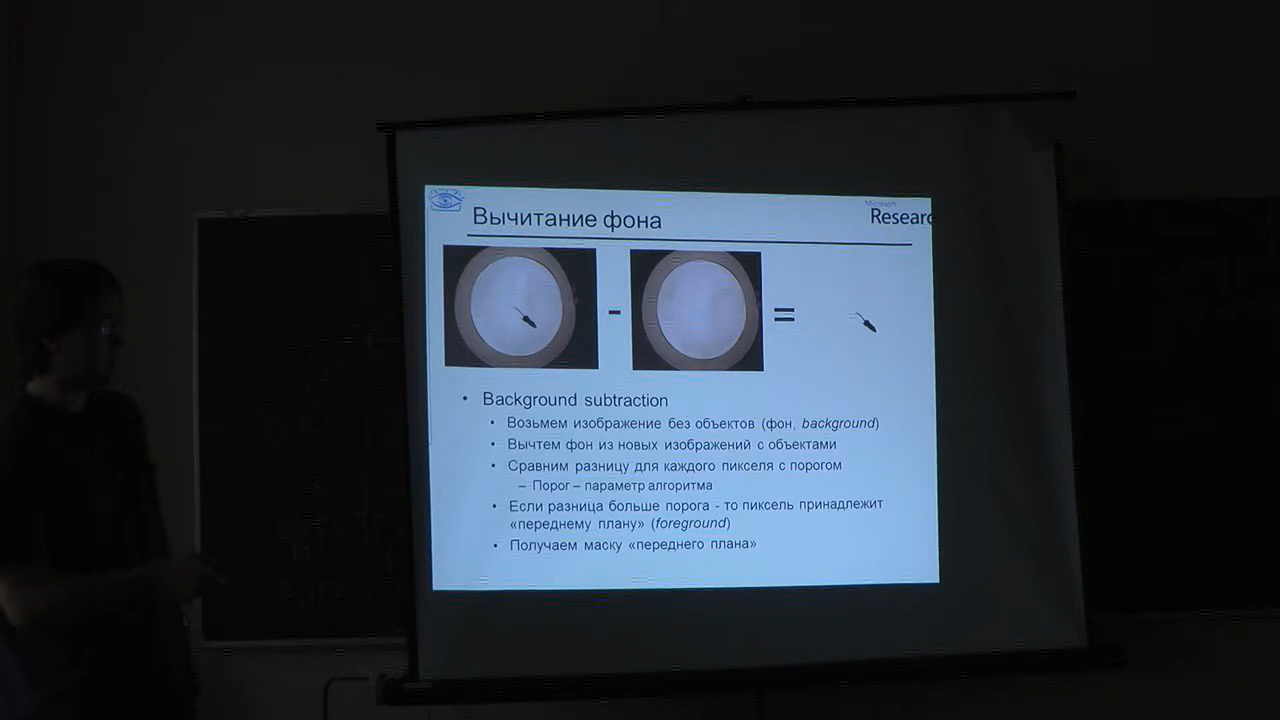 Вычитание фона
Microsoft
Researc
-
=
• Background subtraction
• Возьмем изображение без объектов (фон, background)
• Вычтем фон из новых изображений с объектами
• Сравним разницу для каждого пикселя с порогом
– Порог – параметр алгоритма
• Если разница больше порога - то пиксель принадлежит
«переднему плану» (foreground)
• Получаем маску «переднего плана»